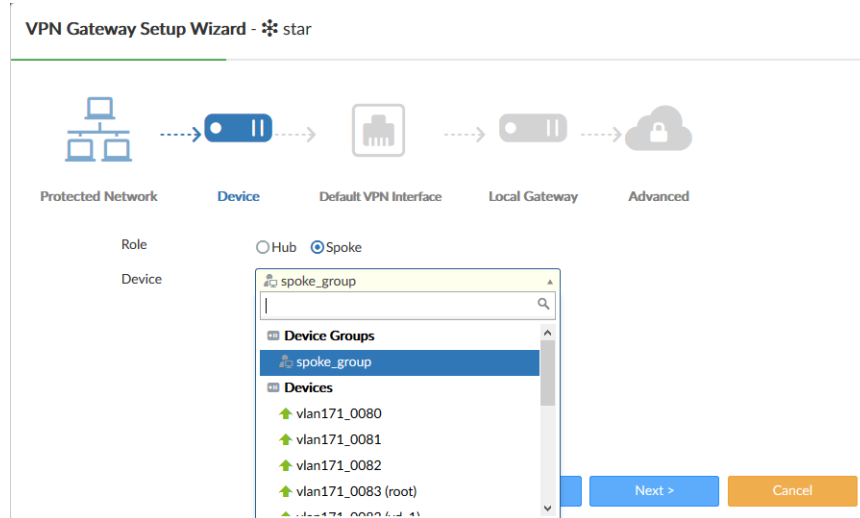 VPN Gateway Setup Wizard - star
Protected Network Device Default VPN Interface Local Gateway Advanced
Role Hub Spoke
Device spoke_group
Device Groups
spoke_group
Devices
vlan171_0080
vlan171_0081
vlan171_0082
vlan171_0083 (root)
Next > Cancel